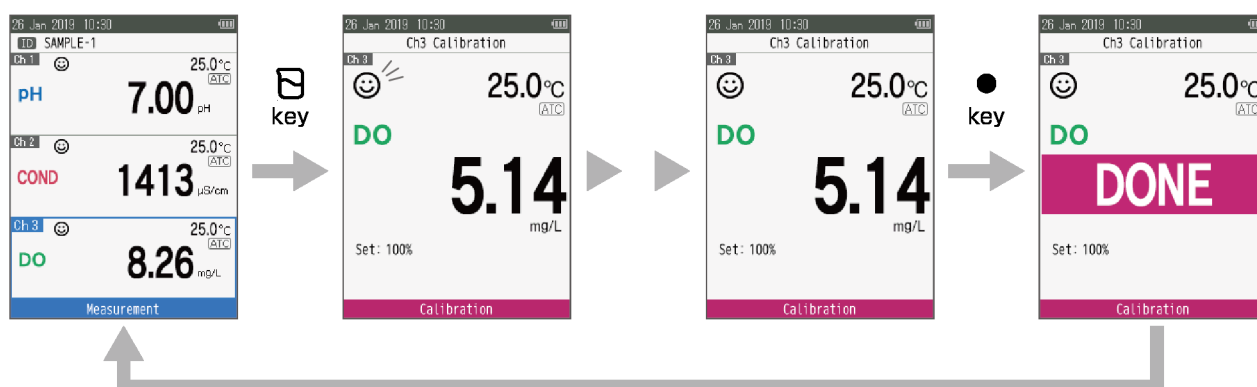 26 Jan 2019 10:30
ID SAMPLE-1
Ch 1 25.0°C
ATC
pH 7.00 pH
Ch 2 25.0°C
ATC
COND 1413 µS/cm
Ch 3 25.0°C
ATC
DO 8.26 mg/L
Measurement
key
26 Jan 2019 10:30
Ch3 Calibration
Ch 3
25.0°C
ATC
DO
5.14
mg/L
Set: 100%
Calibration
26 Jan 2019 10:30
Ch3 Calibration
Ch 3
25.0°C
ATC
DO
5.14
mg/L
Set: 100%
Calibration
key
26 Jan 2019 10:30
Ch3 Calibration
Ch 3
25.0°C
ATC
DO
DONE
Set: 100%
Calibration